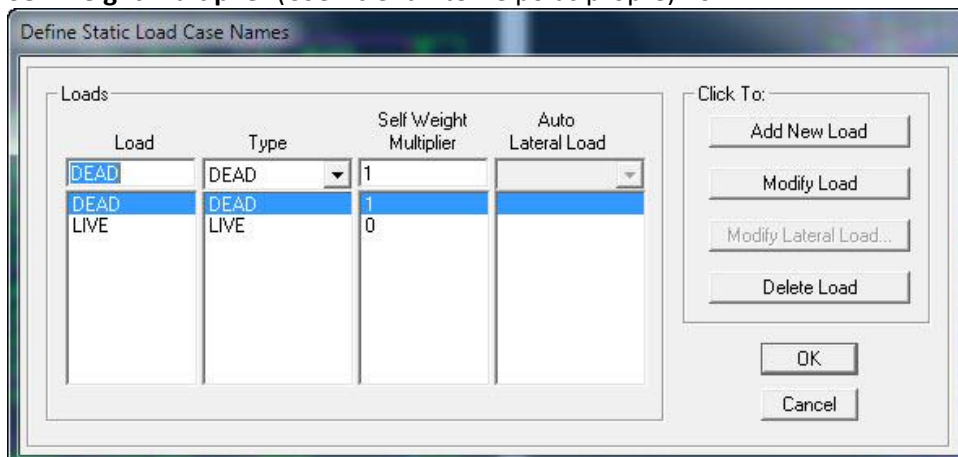 Define Static Load Case Names
Loads
Load Type Self Weight Multiplier Auto Lateral Load
DEAD DEAD 1
DEAD DEAD 1
LIVE LIVE 0
Click To:
Add New Load
Modify Load
Modify Lateral Load...
Delete Load
OK
Cancel